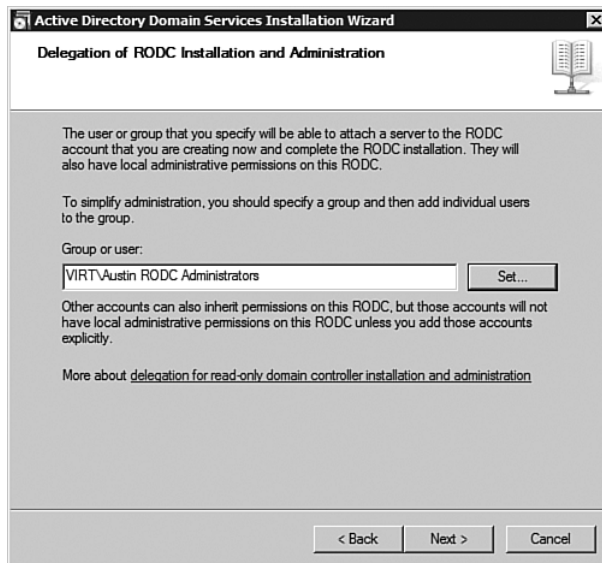 Active Directory Domain Services Installation Wizard
Delegation of RODC Installation and Administration
The user or group that you specify will be able to attach a server to the RODC
account that you are creating now and complete the RODC installation. They will
also have local administrative permissions on this RODC.
To simplify administration, you should specify a group and then add individual users
to the group.
Group or user:
VIRT\Austin RODC Administrators
Set...
Other accounts can also inherit permissions on this RODC, but those accounts will not
have local administrative permissions on this RODC unless you add those accounts
explicitly.
More about delegation for read-only domain controller installation and administration
< Back
Next >
Cancel